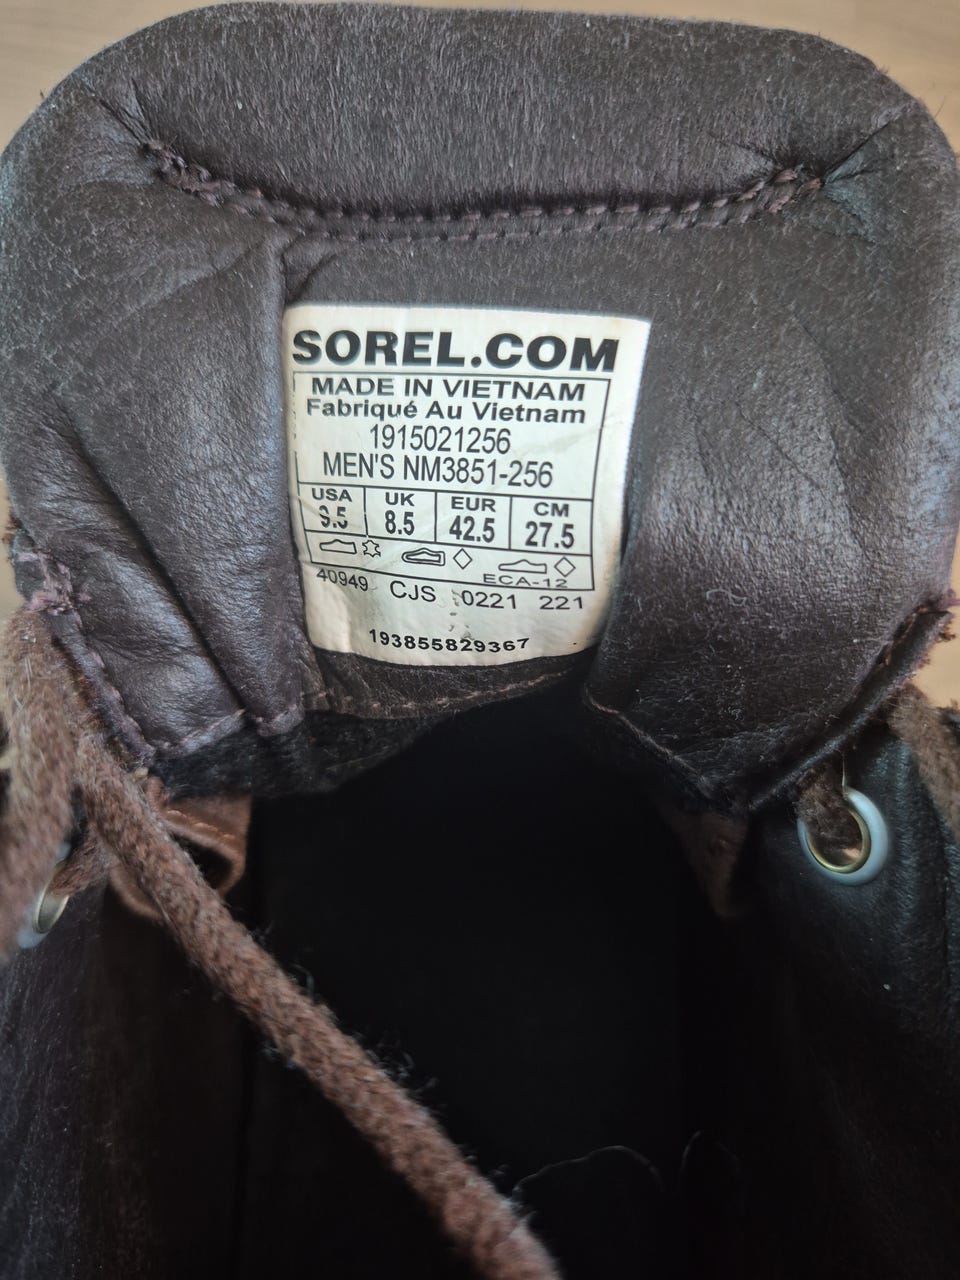 SOREL.COM
MADE IN VIETNAM
Fabriqué Au Vietnam
1915021256
MEN'S NM3851-256
USA UK EUR CM
9.5 8.5 42.5 27.5
ECA-12
40949 CJS 0221 221
193855829367